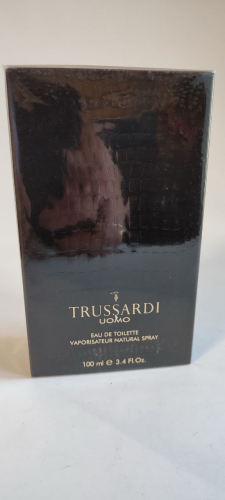 TRUSSARDI
UOMO
EAU DE TOILETTE
VAPORISATEUR NATURAL SPRAY
100 ml ℮ 3.4 Fl.Oz.